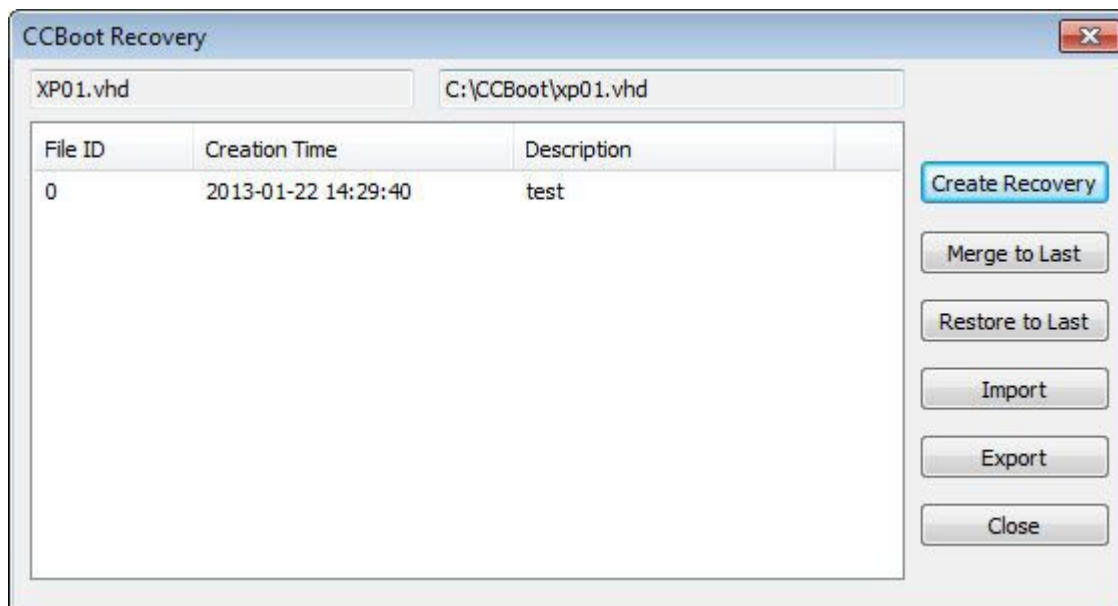 CCBoot Recovery
XP01.vhd C:\CCBoot\xp01.vhd
File ID Creation Time Description
0 2013-01-22 14:29:40 test
Create Recovery
Merge to Last
Restore to Last
Import
Export
Close